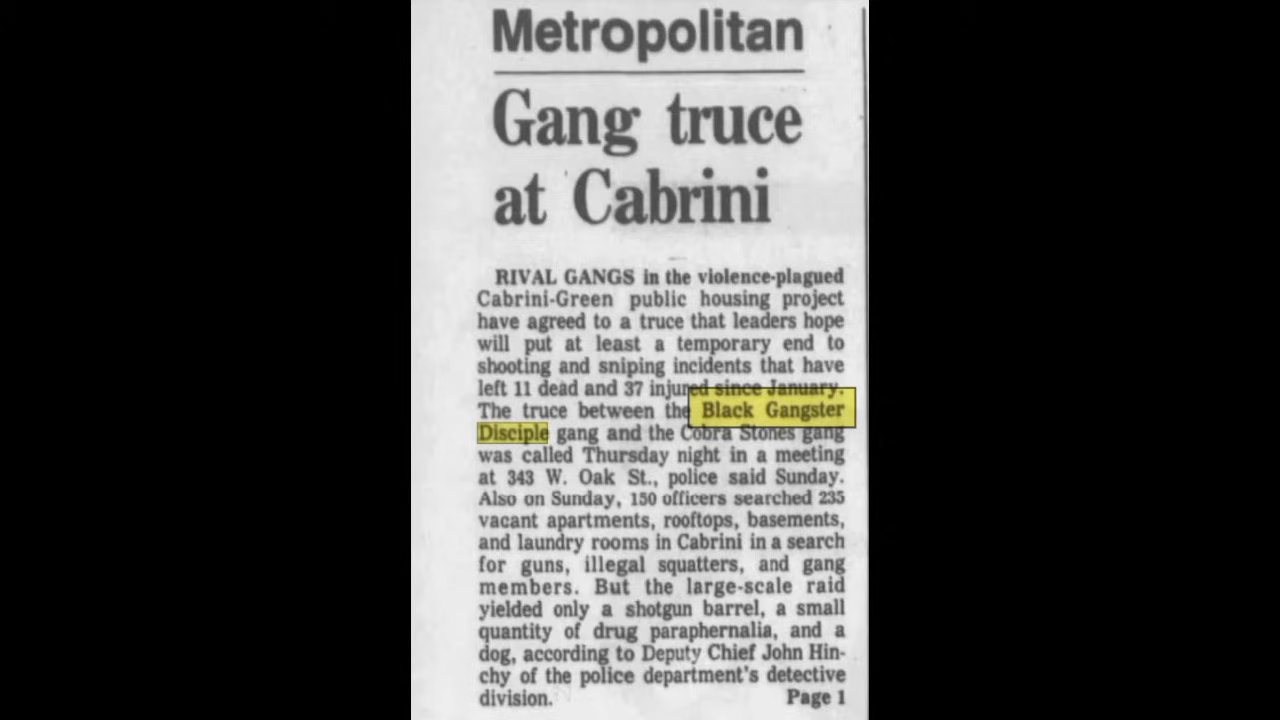 Metropolitan
Gang truce
at Cabrini
RIVAL GANGS in the violence-plagued
Cabrini-Green public housing project
have agreed to a truce that leaders hope
will put at least a temporary end to
shooting and sniping incidents that have
left 11 dead and 37 injured since January.
The truce between the Black Gangster
Disciple gang and the Cobra Stones gang
was called Thursday night in a meeting
at 343 W. Oak St., police said Sunday.
Also on Sunday, 150 officers searched 235
vacant apartments, rooftops, basements,
and laundry rooms in Cabrini in a search
for guns, illegal squatters, and gang
members. But the large-scale raid
yielded only a shotgun barrel, a small
quantity of drug paraphernalia, and a
dog, according to Deputy Chief John Hin-
chy of the police department's detective
division. Page 1